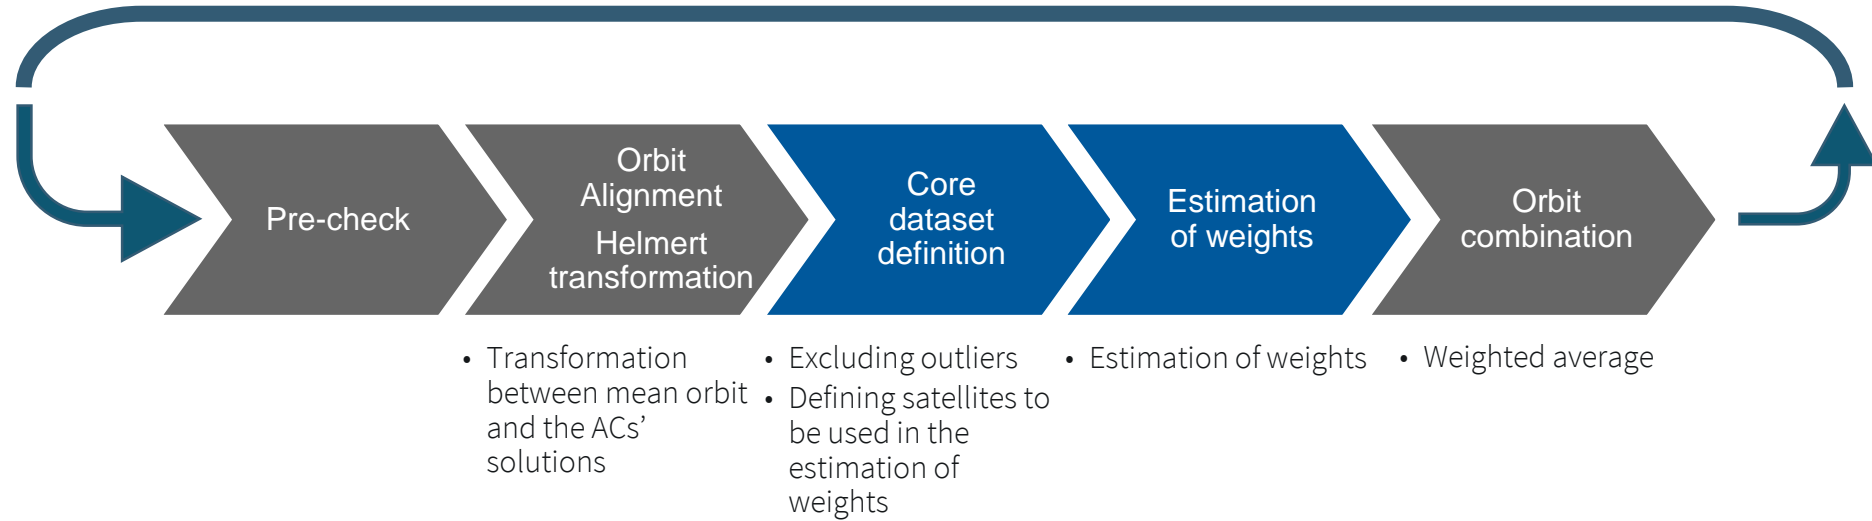 Pre-check
Orbit
Alignment
Helmert
transformation
Core
dataset
definition
Estimation
of weights
Orbit
combination
• Transformation
between mean orbit
and the ACs’
solutions
• Excluding outliers
• Defining satellites to
be used in the
estimation of
weights
• Estimation of weights
• Weighted average